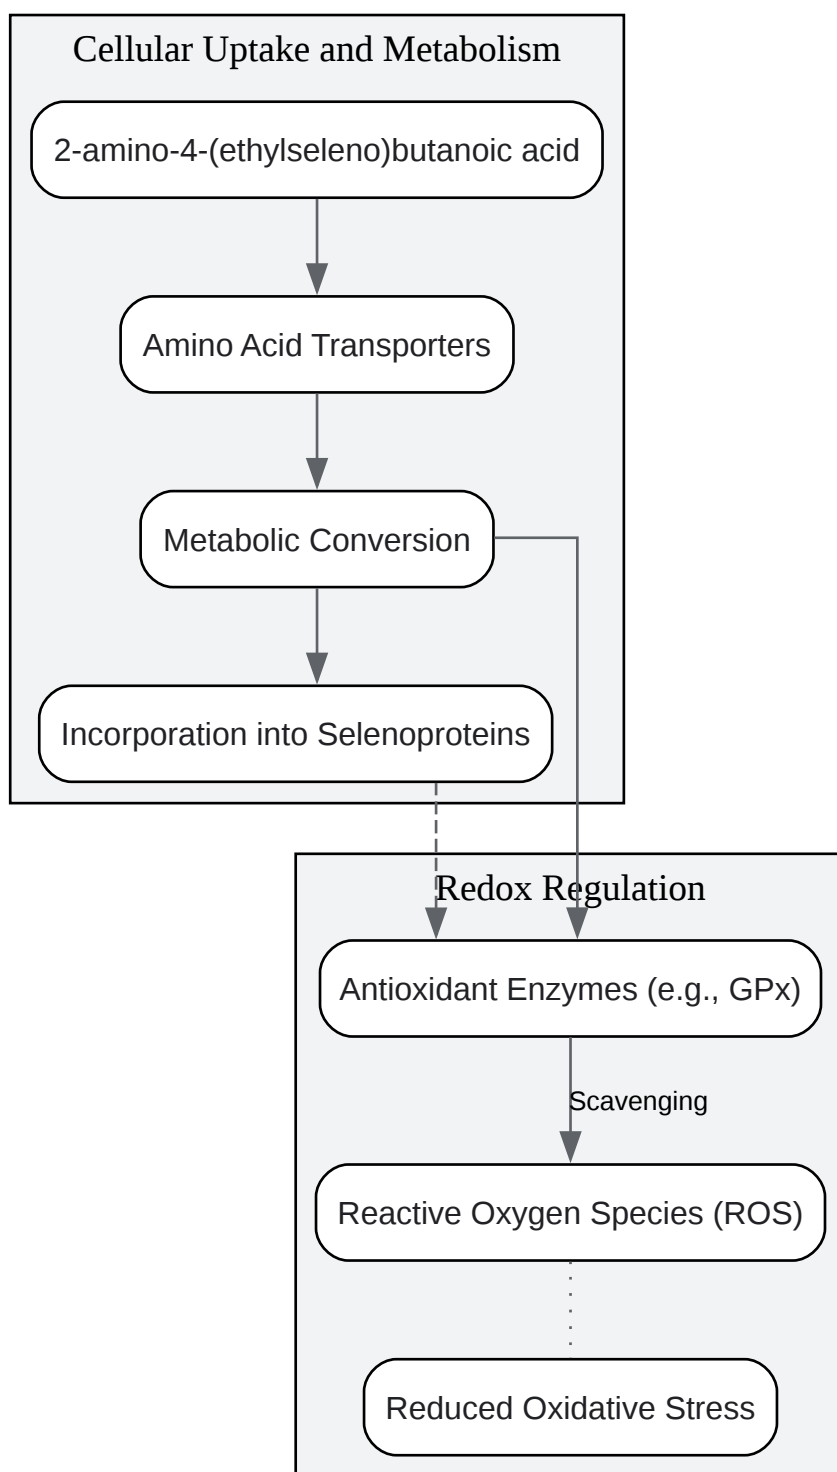 Cellular Uptake and Metabolism
2-amino-4-(ethylseleno)butanoic acid
Amino Acid Transporters
Metabolic Conversion
Incorporation into Selenoproteins
Redox Regulation
Antioxidant Enzymes (e.g., GPx)
Scavenging
Reactive Oxygen Species (ROS)
Reduced Oxidative Stress